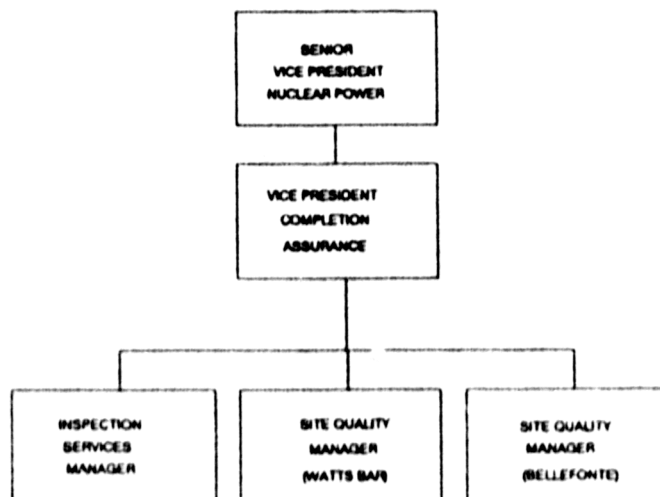 SENIOR
VICE PRESIDENT
NUCLEAR POWER
VICE PRESIDENT
COMPLETION
ASSURANCE
INSPECTION
SERVICES
MANAGER
SITE QUALITY
MANAGER
(WATTS BAR)
SITE QUALITY
MANAGER
(BELLEFONTE)